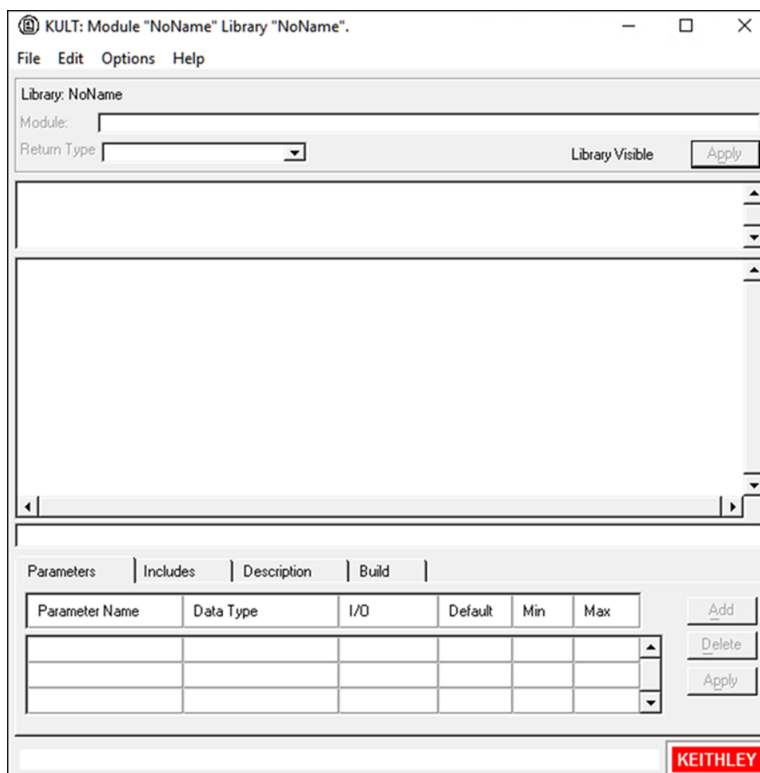 KULT: Module "NoName" Library "NoName".
File Edit Options Help
Library: NoName
Module:
Return Type
Library Visible Apply
Parameters Includes Description Build
Parameter Name Data Type I/O Default Min Max
Add
Delete
Apply
KEITHLEY